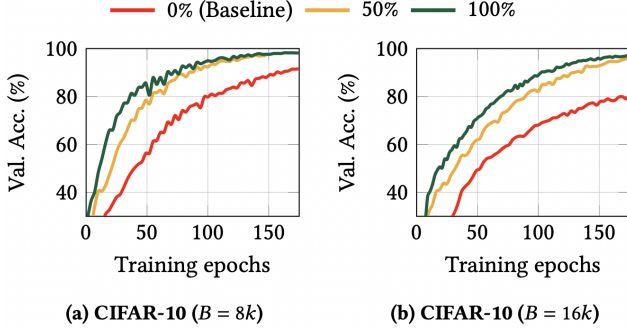 0% (Baseline) 50% 100%
100
80
60
40
Val. Acc. (%)
0 50 100 150
Training epochs
(a) CIFAR-10 (B = 8k)
100
80
60
40
Val. Acc. (%)
0 50 100 150
Training epochs
(b) CIFAR-10 (B = 16k)